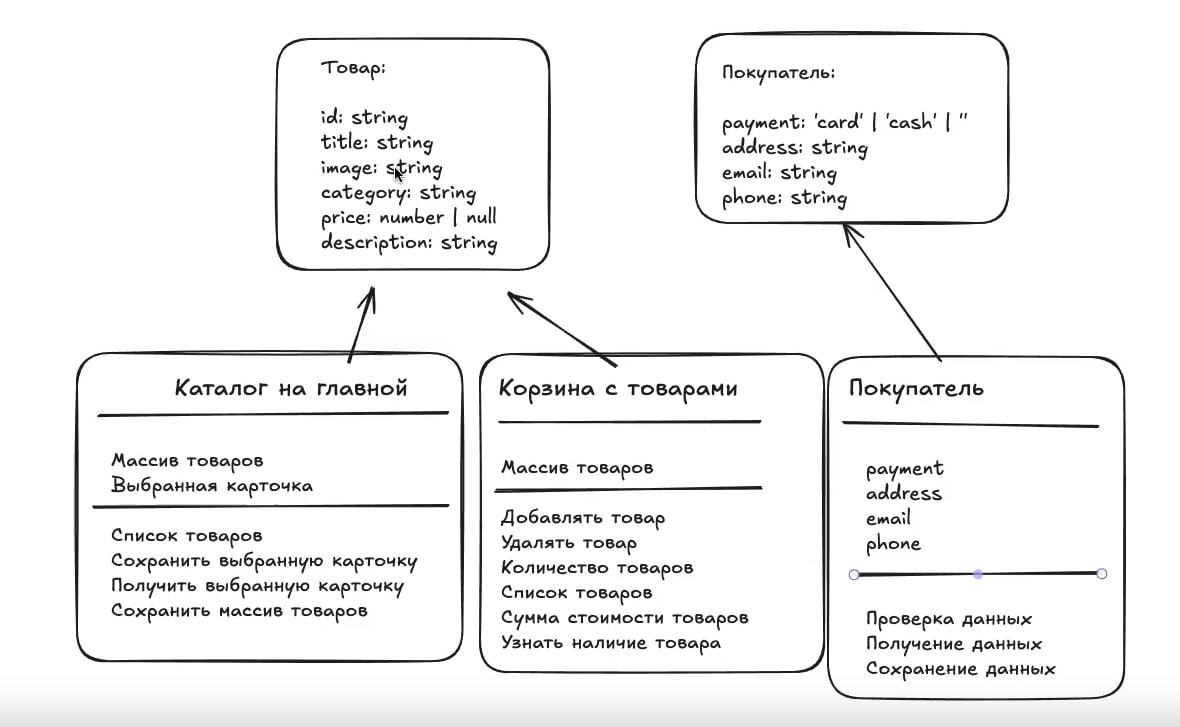 Товар:
id: string
title: string
image: string
category: string
price: number | null
description: string
Покупатель:
payment: 'card' | 'cash' | ''
address: string
email: string
phone: string
Каталог на главной
Массив товаров
Выбранная карточка
Список товаров
Сохранить выбранную карточку
Получить выбранную карточку
Сохранить массив товаров
Корзина с товарами
Массив товаров
Добавлять товар
Удалять товар
Количество товаров
Список товаров
Сумма стоимости товаров
Узнать наличие товара
Покупатель
payment
address
email
phone
Проверка данных
Получение данных
Сохранение данных